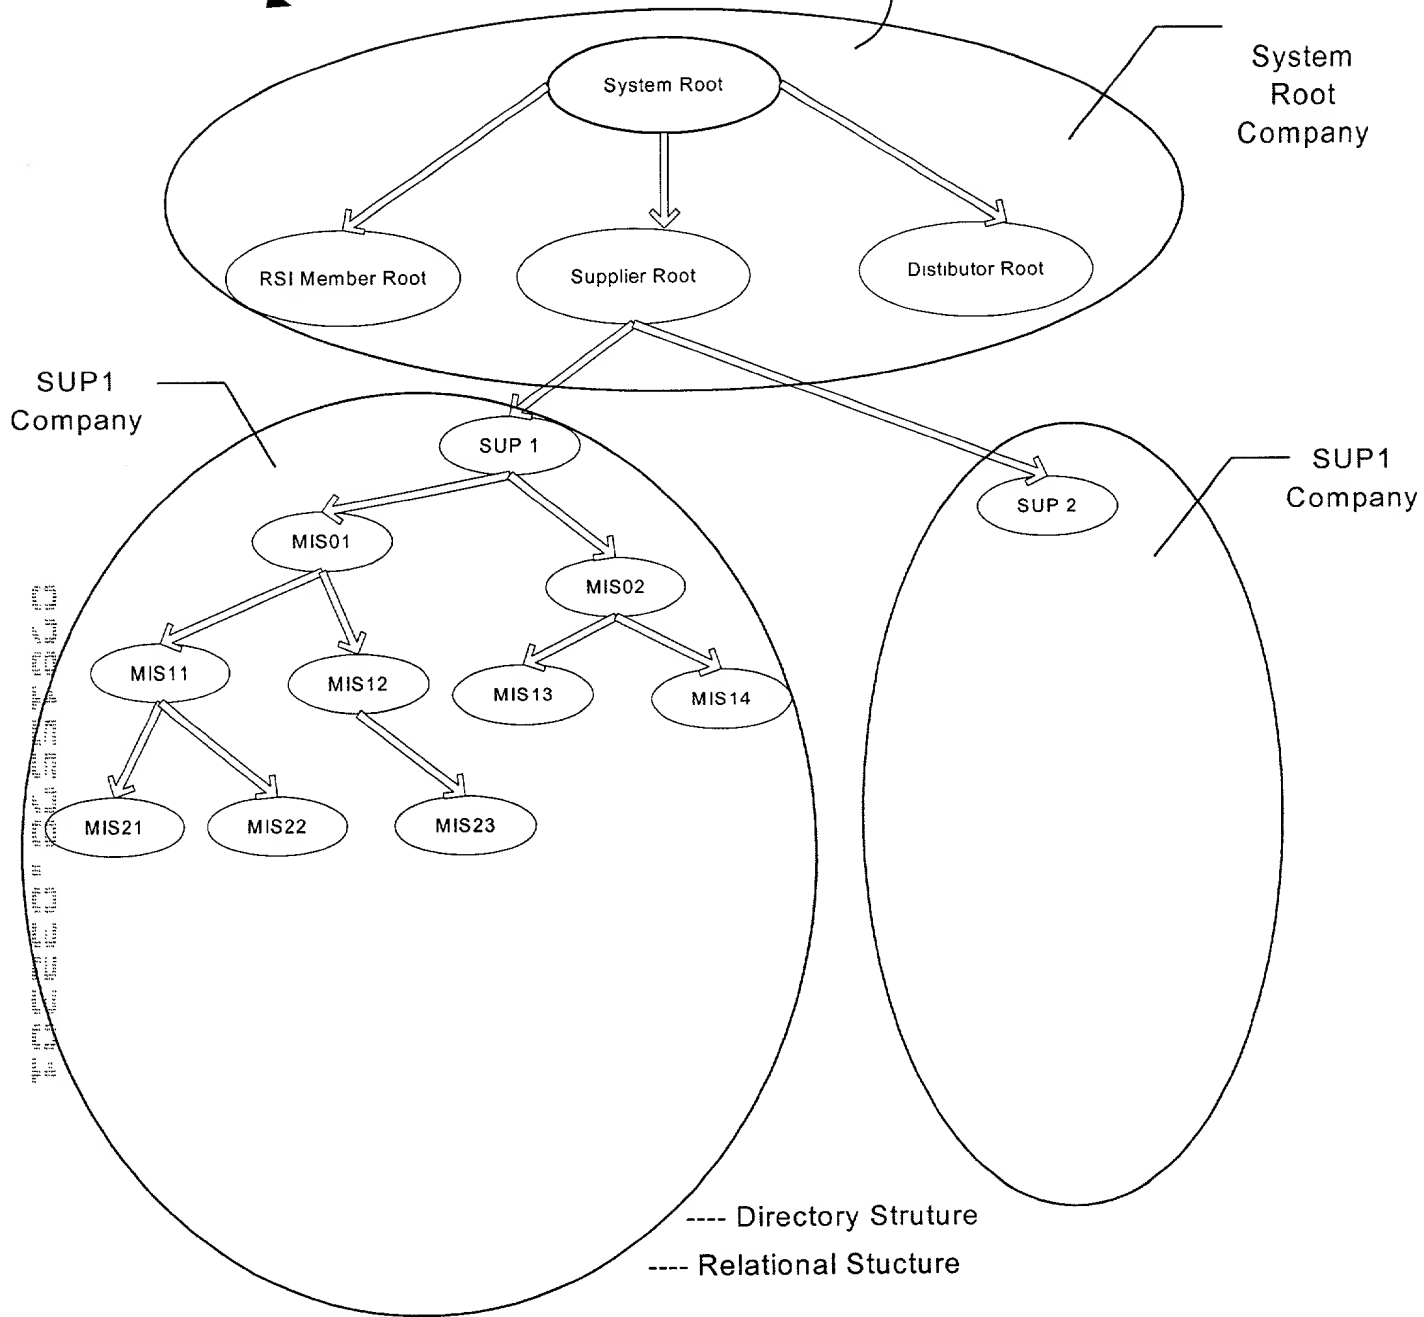 System Root
System
Root
Company
RSI Member Root
Supplier Root
Distibutor Root
SUP1
Company
SUP 1
SUP1
Company
SUP 2
MIS01
MIS02
MIS11
MIS12
MIS13
MIS14
MIS21
MIS22
MIS23
---- Directory Struture
---- Relational Stucture